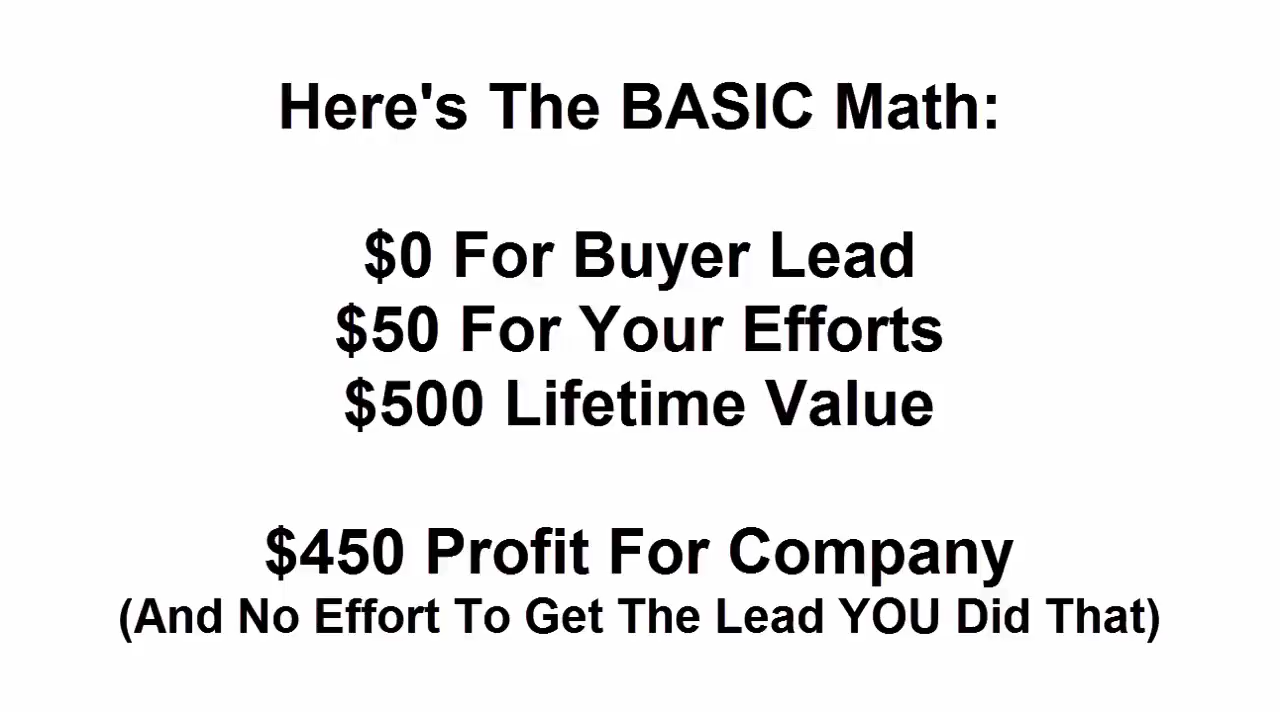 Here's The BASIC Math:
$0 For Buyer Lead
$50 For Your Efforts
$500 Lifetime Value
$450 Profit For Company
(And No Effort To Get The Lead YOU Did That)